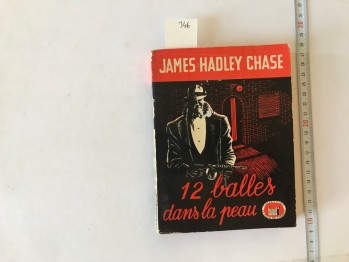 JAMES HADLEY CHASE
12 balles
dans la peau